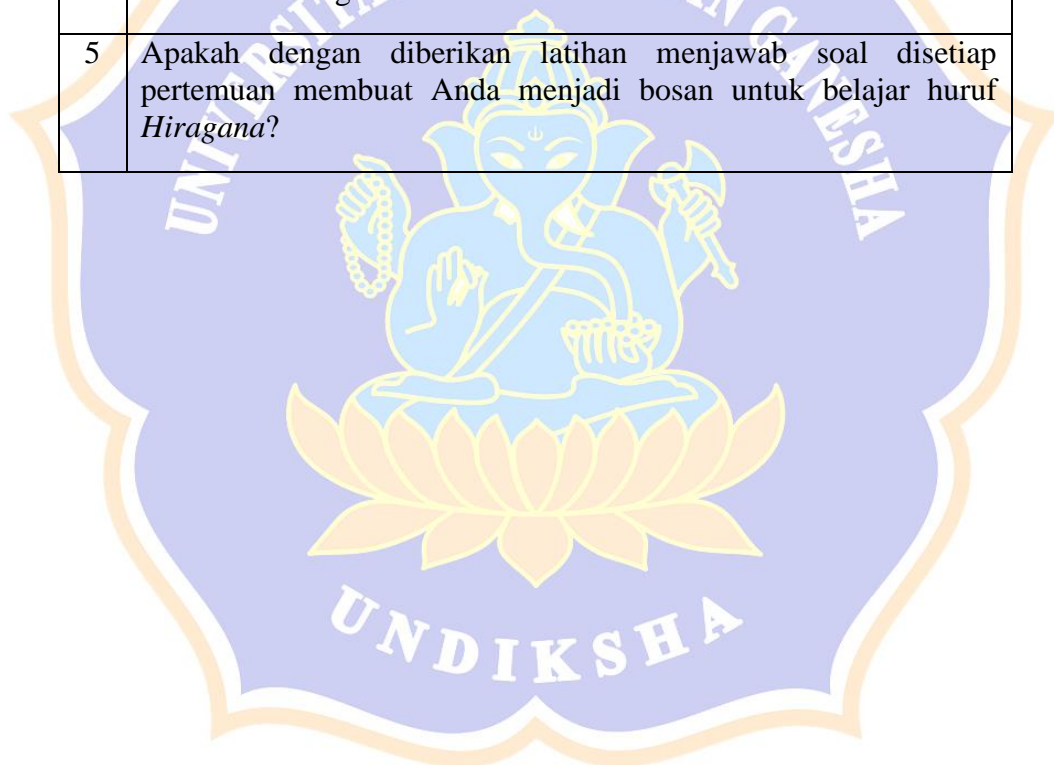 5 Apakah dengan diberikan latihan menjawab soal disetiap
pertemuan membuat Anda menjadi bosan untuk belajar huruf
Hiragana?
UNDIKSHA